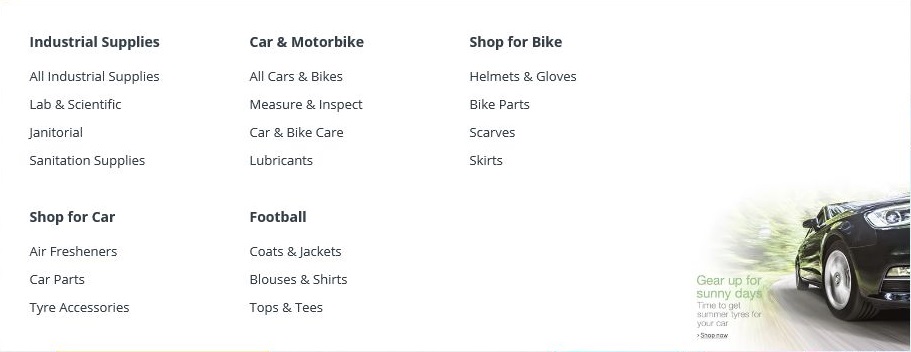 Industrial Supplies
All Industrial Supplies
Lab & Scientific
Janitorial
Sanitation Supplies
Car & Motorbike
All Cars & Bikes
Measure & Inspect
Car & Bike Care
Lubricants
Shop for Bike
Helmets & Gloves
Bike Parts
Scarves
Skirts
Shop for Car
Air Fresheners
Car Parts
Tyre Accessories
Football
Coats & Jackets
Blouses & Shirts
Tops & Tees
Gear up for
sunny days
Time to get
summer tyres for
your car
› Shop now